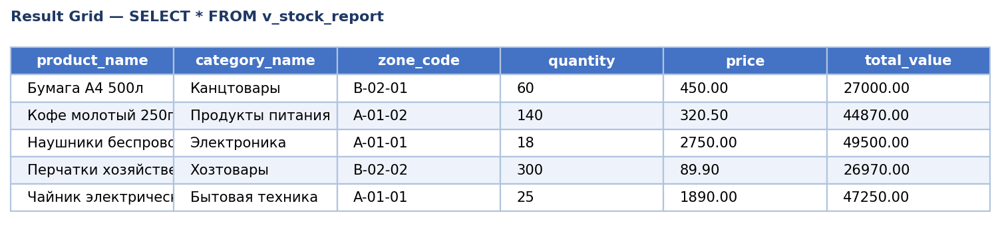 Result Grid — SELECT * FROM v_stock_report
product_name category_name zone_code quantity price total_value
Бумага А4 500л Канцтовары B-02-01 60 450.00 27000.00
Кофе молотый 250г Продукты питания A-01-02 140 320.50 44870.00
Наушники беспрово Электроника A-01-01 18 2750.00 49500.00
Перчатки хозяйстве Хозтовары B-02-02 300 89.90 26970.00
Чайник электрическ Бытовая техника A-01-01 25 1890.00 47250.00